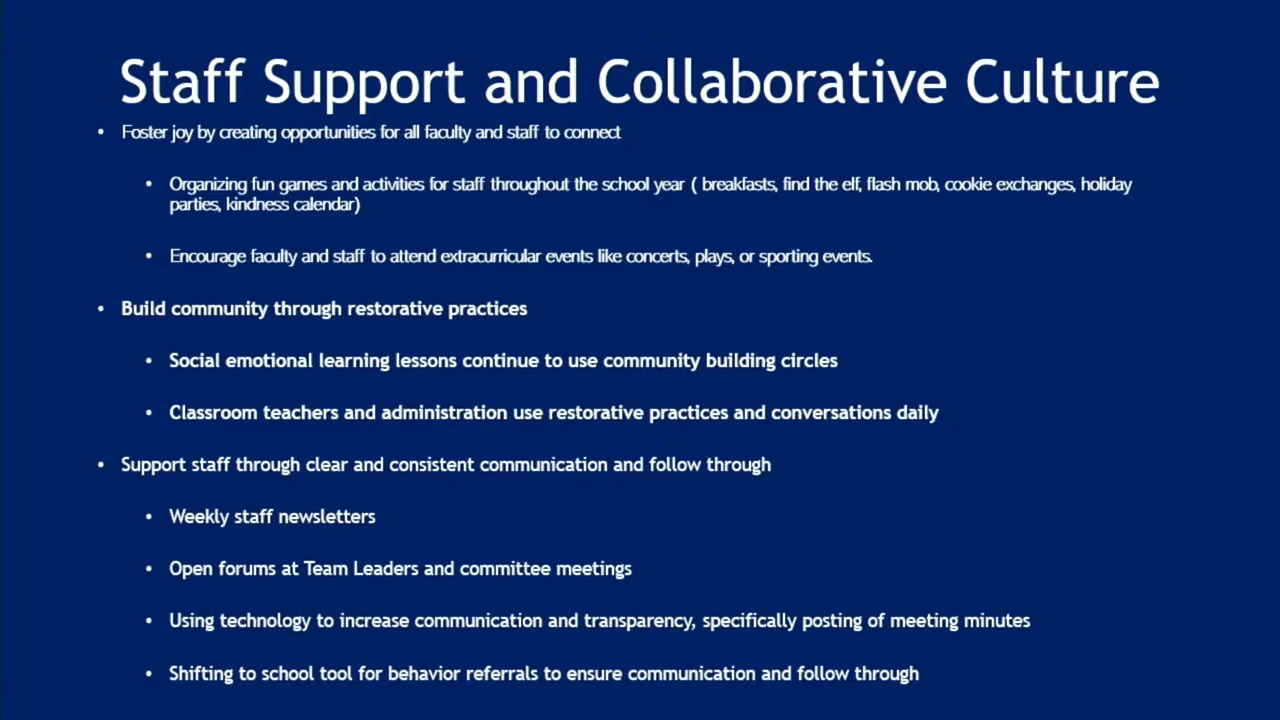 Staff Support and Collaborative Culture
• Foster joy by creating opportunities for all faculty and staff to connect
• Organizing fun games and activities for staff throughout the school year ( breakfasts, find the elf, flash mob, cookie exchanges, holiday
parties, kindness calendar)
• Encourage faculty and staff to attend extracurricular events like concerts, plays, or sporting events.
• Build community through restorative practices
• Social emotional learning lessons continue to use community building circles
• Classroom teachers and administration use restorative practices and conversations daily
• Support staff through clear and consistent communication and follow through
• Weekly staff newsletters
• Open forums at Team Leaders and committee meetings
• Using technology to increase communication and transparency, specifically posting of meeting minutes
• Shifting to school tool for behavior referrals to ensure communication and follow through